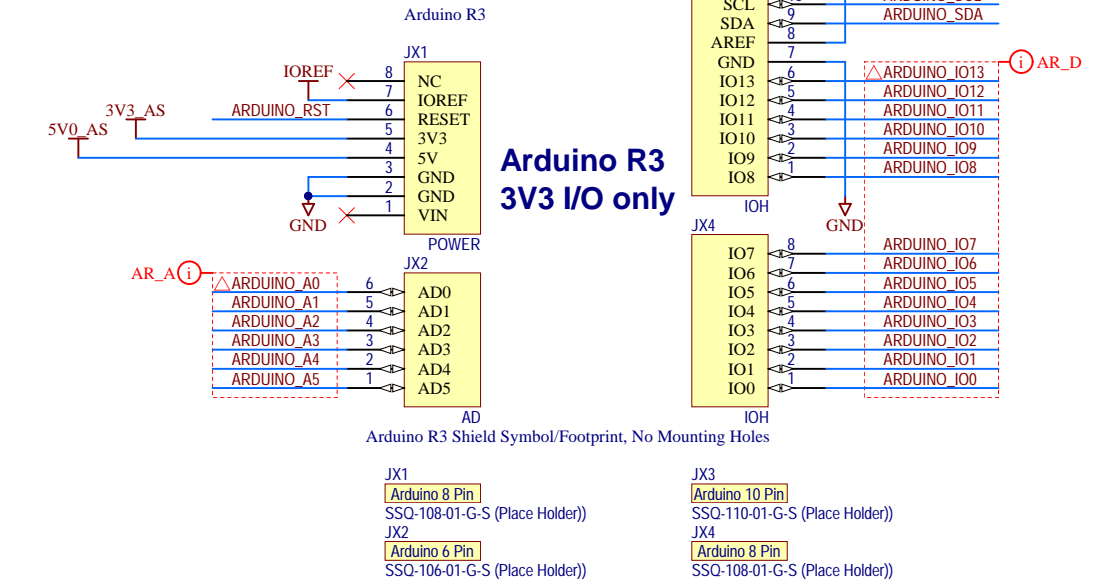 Arduino R3
JX1
8 NC
IOREF 7 IOREF
ARDUINO_RST 6 RESET
3V3_AS 5 3V3
5V0_AS 4 5V
3 GND
2 GND
GND 1 VIN
POWER
Arduino R3
3V3 I/O only
SCL
SDA 9 ARDUINO_SDA
AREF 8
GND 7
IO13 6 ARDUINO_IO13
IO12 5 ARDUINO_IO12
IO11 4 ARDUINO_IO11
IO10 3 ARDUINO_IO10
IO9 2 ARDUINO_IO9
IO8 1 ARDUINO_IO8
i AR_D
IOH
GND
JX2
AR_A i
ARDUINO_A0 6 AD0
ARDUINO_A1 5 AD1
ARDUINO_A2 4 AD2
ARDUINO_A3 3 AD3
ARDUINO_A4 2 AD4
ARDUINO_A5 1 AD5
AD
JX4
IO7 8 ARDUINO_IO7
IO6 7 ARDUINO_IO6
IO5 6 ARDUINO_IO5
IO4 5 ARDUINO_IO4
IO3 4 ARDUINO_IO3
IO2 3 ARDUINO_IO2
IO1 2 ARDUINO_IO1
IO0 1 ARDUINO_IO0
IOH
Arduino R3 Shield Symbol/Footprint, No Mounting Holes
JX1
Arduino 8 Pin
SSQ-108-01-G-S (Place Holder))
JX2
Arduino 6 Pin
SSQ-106-01-G-S (Place Holder))
JX3
Arduino 10 Pin
SSQ-110-01-G-S (Place Holder))
JX4
Arduino 8 Pin
SSQ-108-01-G-S (Place Holder))